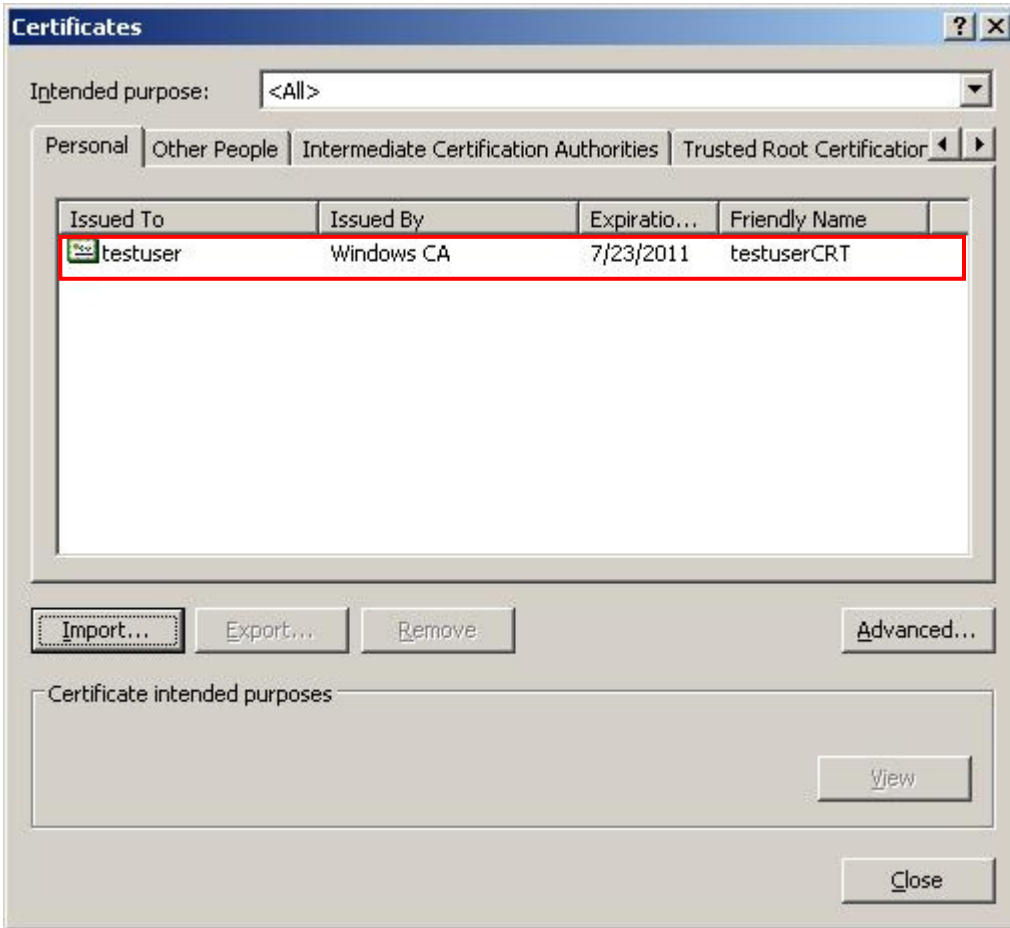 Certificates
Intended purpose: <All>
Personal Other People Intermediate Certification Authorities Trusted Root Certification
Issued To Issued By Expiratio... Friendly Name
testuser Windows CA 7/23/2011 testuserCRT
Import... Export... Remove Advanced...
Certificate intended purposes
View
Close